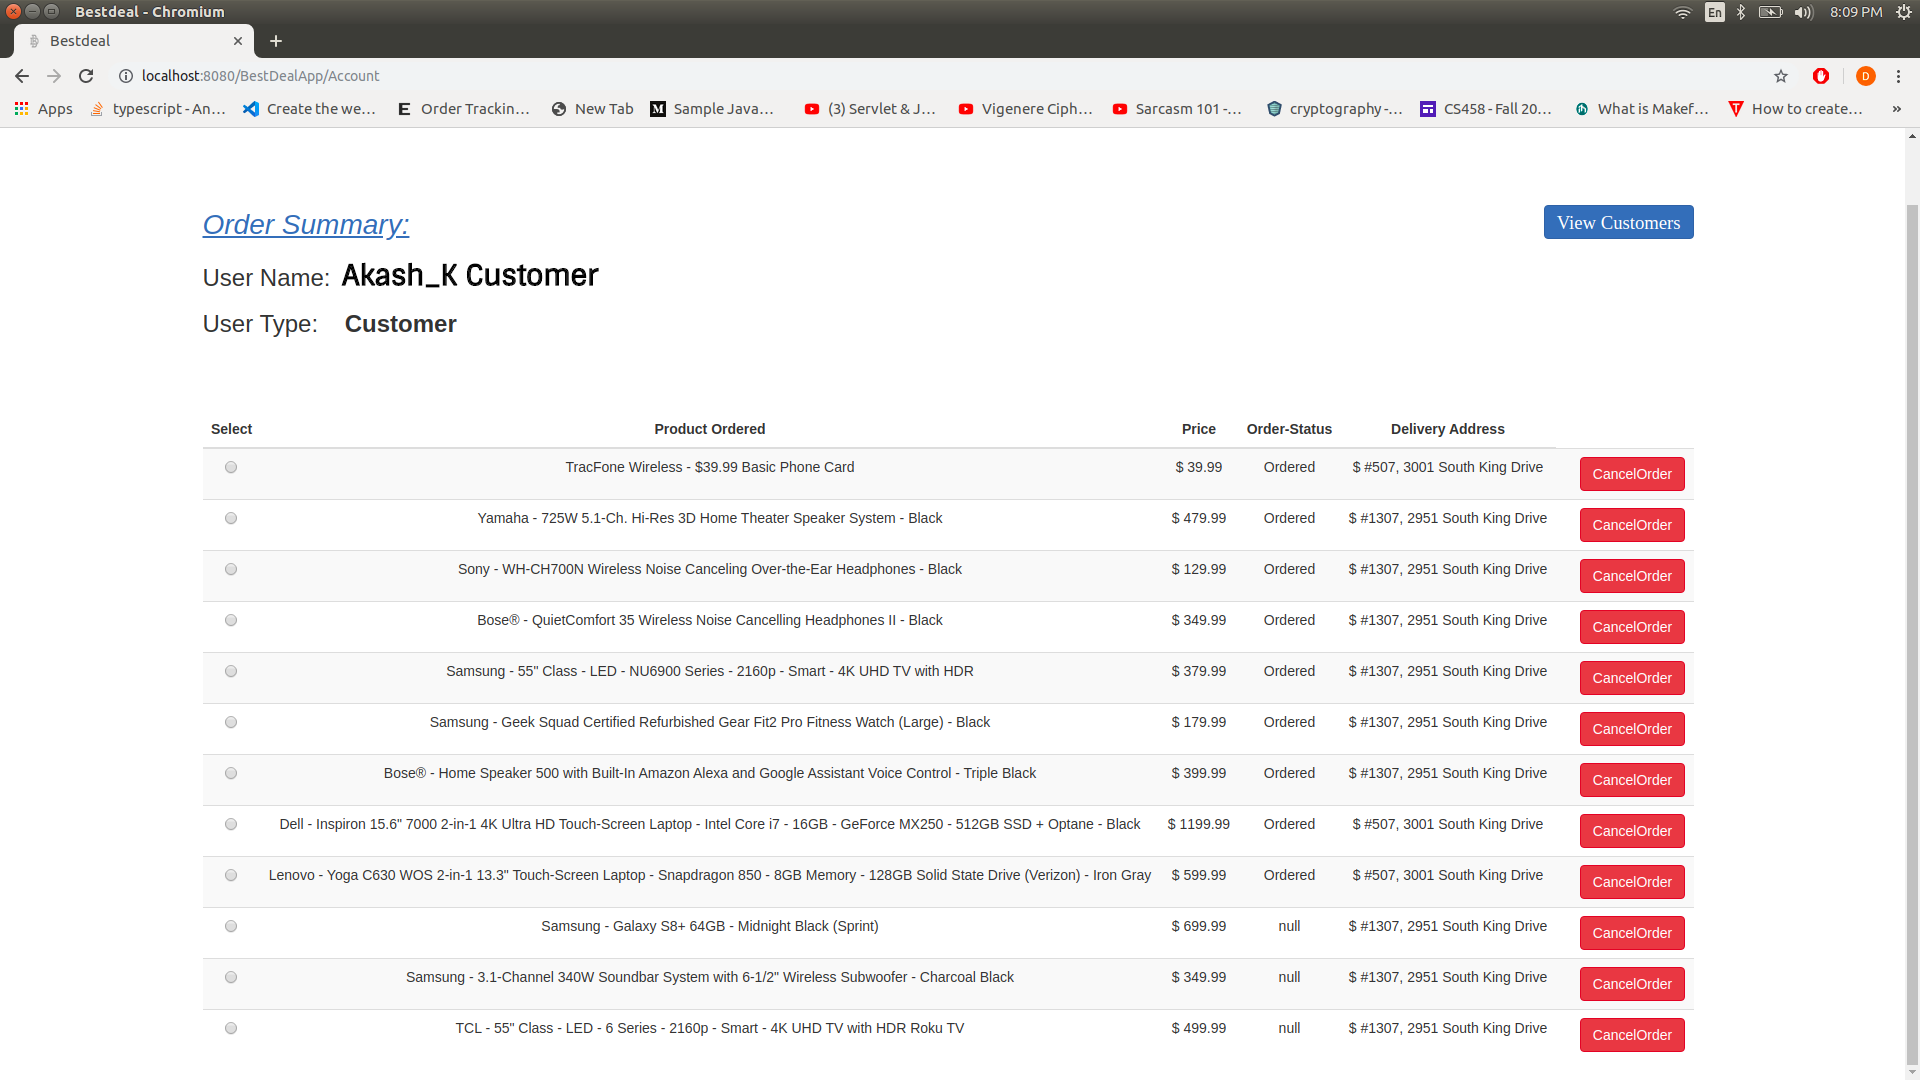 Bestdeal - Chromium
En
8:09 PM
Bestdeal
localhost:8080/BestDealApp/Account
D
Apps
typescript - An...
Create the we...
Order Trackin...
New Tab
Sample Java...
(3) Servlet & J...
Vigenere Ciph...
Sarcasm 101 -...
cryptography -...
CS458 - Fall 20...
What is Makef...
How to create...
Order Summary:
View Customers
User Name: Akash_K Customer
User Type: Customer
Select Product Ordered Price Order-Status Delivery Address
TracFone Wireless - $39.99 Basic Phone Card $ 39.99 Ordered $ #507, 3001 South King Drive CancelOrder
Yamaha - 725W 5.1-Ch. Hi-Res 3D Home Theater Speaker System - Black $ 479.99 Ordered $ #1307, 2951 South King Drive CancelOrder
Sony - WH-CH700N Wireless Noise Canceling Over-the-Ear Headphones - Black $ 129.99 Ordered $ #1307, 2951 South King Drive CancelOrder
Bose® - QuietComfort 35 Wireless Noise Cancelling Headphones II - Black $ 349.99 Ordered $ #1307, 2951 South King Drive CancelOrder
Samsung - 55" Class - LED - NU6900 Series - 2160p - Smart - 4K UHD TV with HDR $ 379.99 Ordered $ #1307, 2951 South King Drive CancelOrder
Samsung - Geek Squad Certified Refurbished Gear Fit2 Pro Fitness Watch (Large) - Black $ 179.99 Ordered $ #1307, 2951 South King Drive CancelOrder
Bose® - Home Speaker 500 with Built-In Amazon Alexa and Google Assistant Voice Control - Triple Black $ 399.99 Ordered $ #1307, 2951 South King Drive CancelOrder
Dell - Inspiron 15.6" 7000 2-in-1 4K Ultra HD Touch-Screen Laptop - Intel Core i7 - 16GB - GeForce MX250 - 512GB SSD + Optane - Black $ 1199.99 Ordered $ #507, 3001 South King Drive CancelOrder
Lenovo - Yoga C630 WOS 2-in-1 13.3" Touch-Screen Laptop - Snapdragon 850 - 8GB Memory - 128GB Solid State Drive (Verizon) - Iron Gray $ 599.99 Ordered $ #507, 3001 South King Drive CancelOrder
Samsung - Galaxy S8+ 64GB - Midnight Black (Sprint) $ 699.99 null $ #1307, 2951 South King Drive CancelOrder
Samsung - 3.1-Channel 340W Soundbar System with 6-1/2" Wireless Subwoofer - Charcoal Black $ 349.99 null $ #1307, 2951 South King Drive CancelOrder
TCL - 55" Class - LED - 6 Series - 2160p - Smart - 4K UHD TV with HDR Roku TV $ 499.99 null $ #1307, 2951 South King Drive CancelOrder